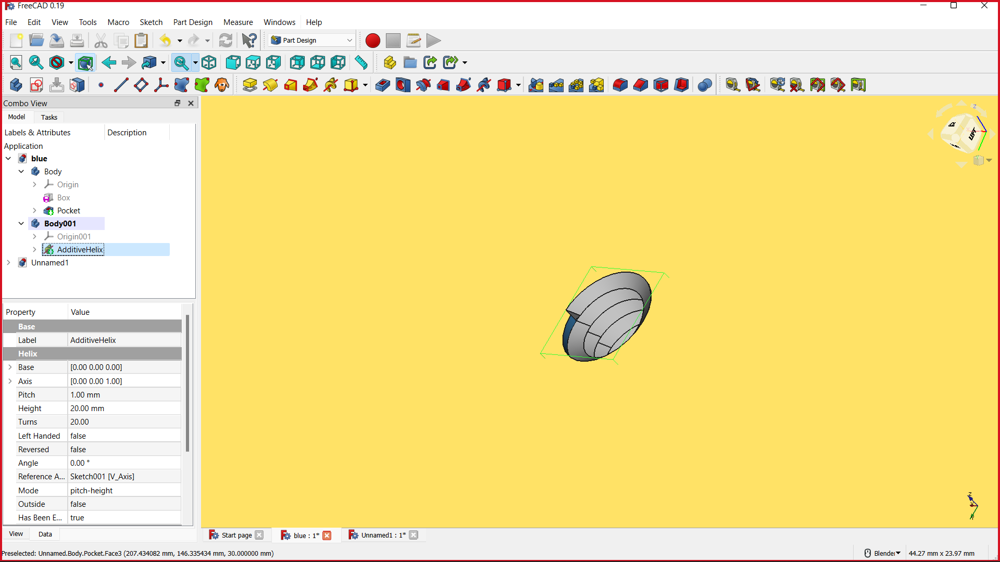 FreeCAD 0.19
File Edit View Tools Macro Sketch Part Design Measure Windows Help
Part Design
Combo View
Model Tasks
Labels & Attributes Description
Application
blue
Body
Origin
Box
Pocket
Body001
Origin001
AdditiveHelix
Unnamed1
Property Value
Base
Label AdditiveHelix
Helix
Base [0.00 0.00 0.00]
Axis [0.00 0.00 1.00]
Pitch 1.00 mm
Height 20.00 mm
Turns 20.00
Left Handed false
Reversed false
Angle 0.00 °
Reference A... Sketch001 [V_Axis]
Mode pitch-height
Outside false
Has Been E... true
View Data
Z
LEFT
Z
Start page blue : 1* Unnamed1 : 1*
Preselected: Unnamed.Body.Pocket.Face3 (207.434082 mm, 146.335434 mm, 30.000000 mm) Blender 44.27 mm x 23.97 mm